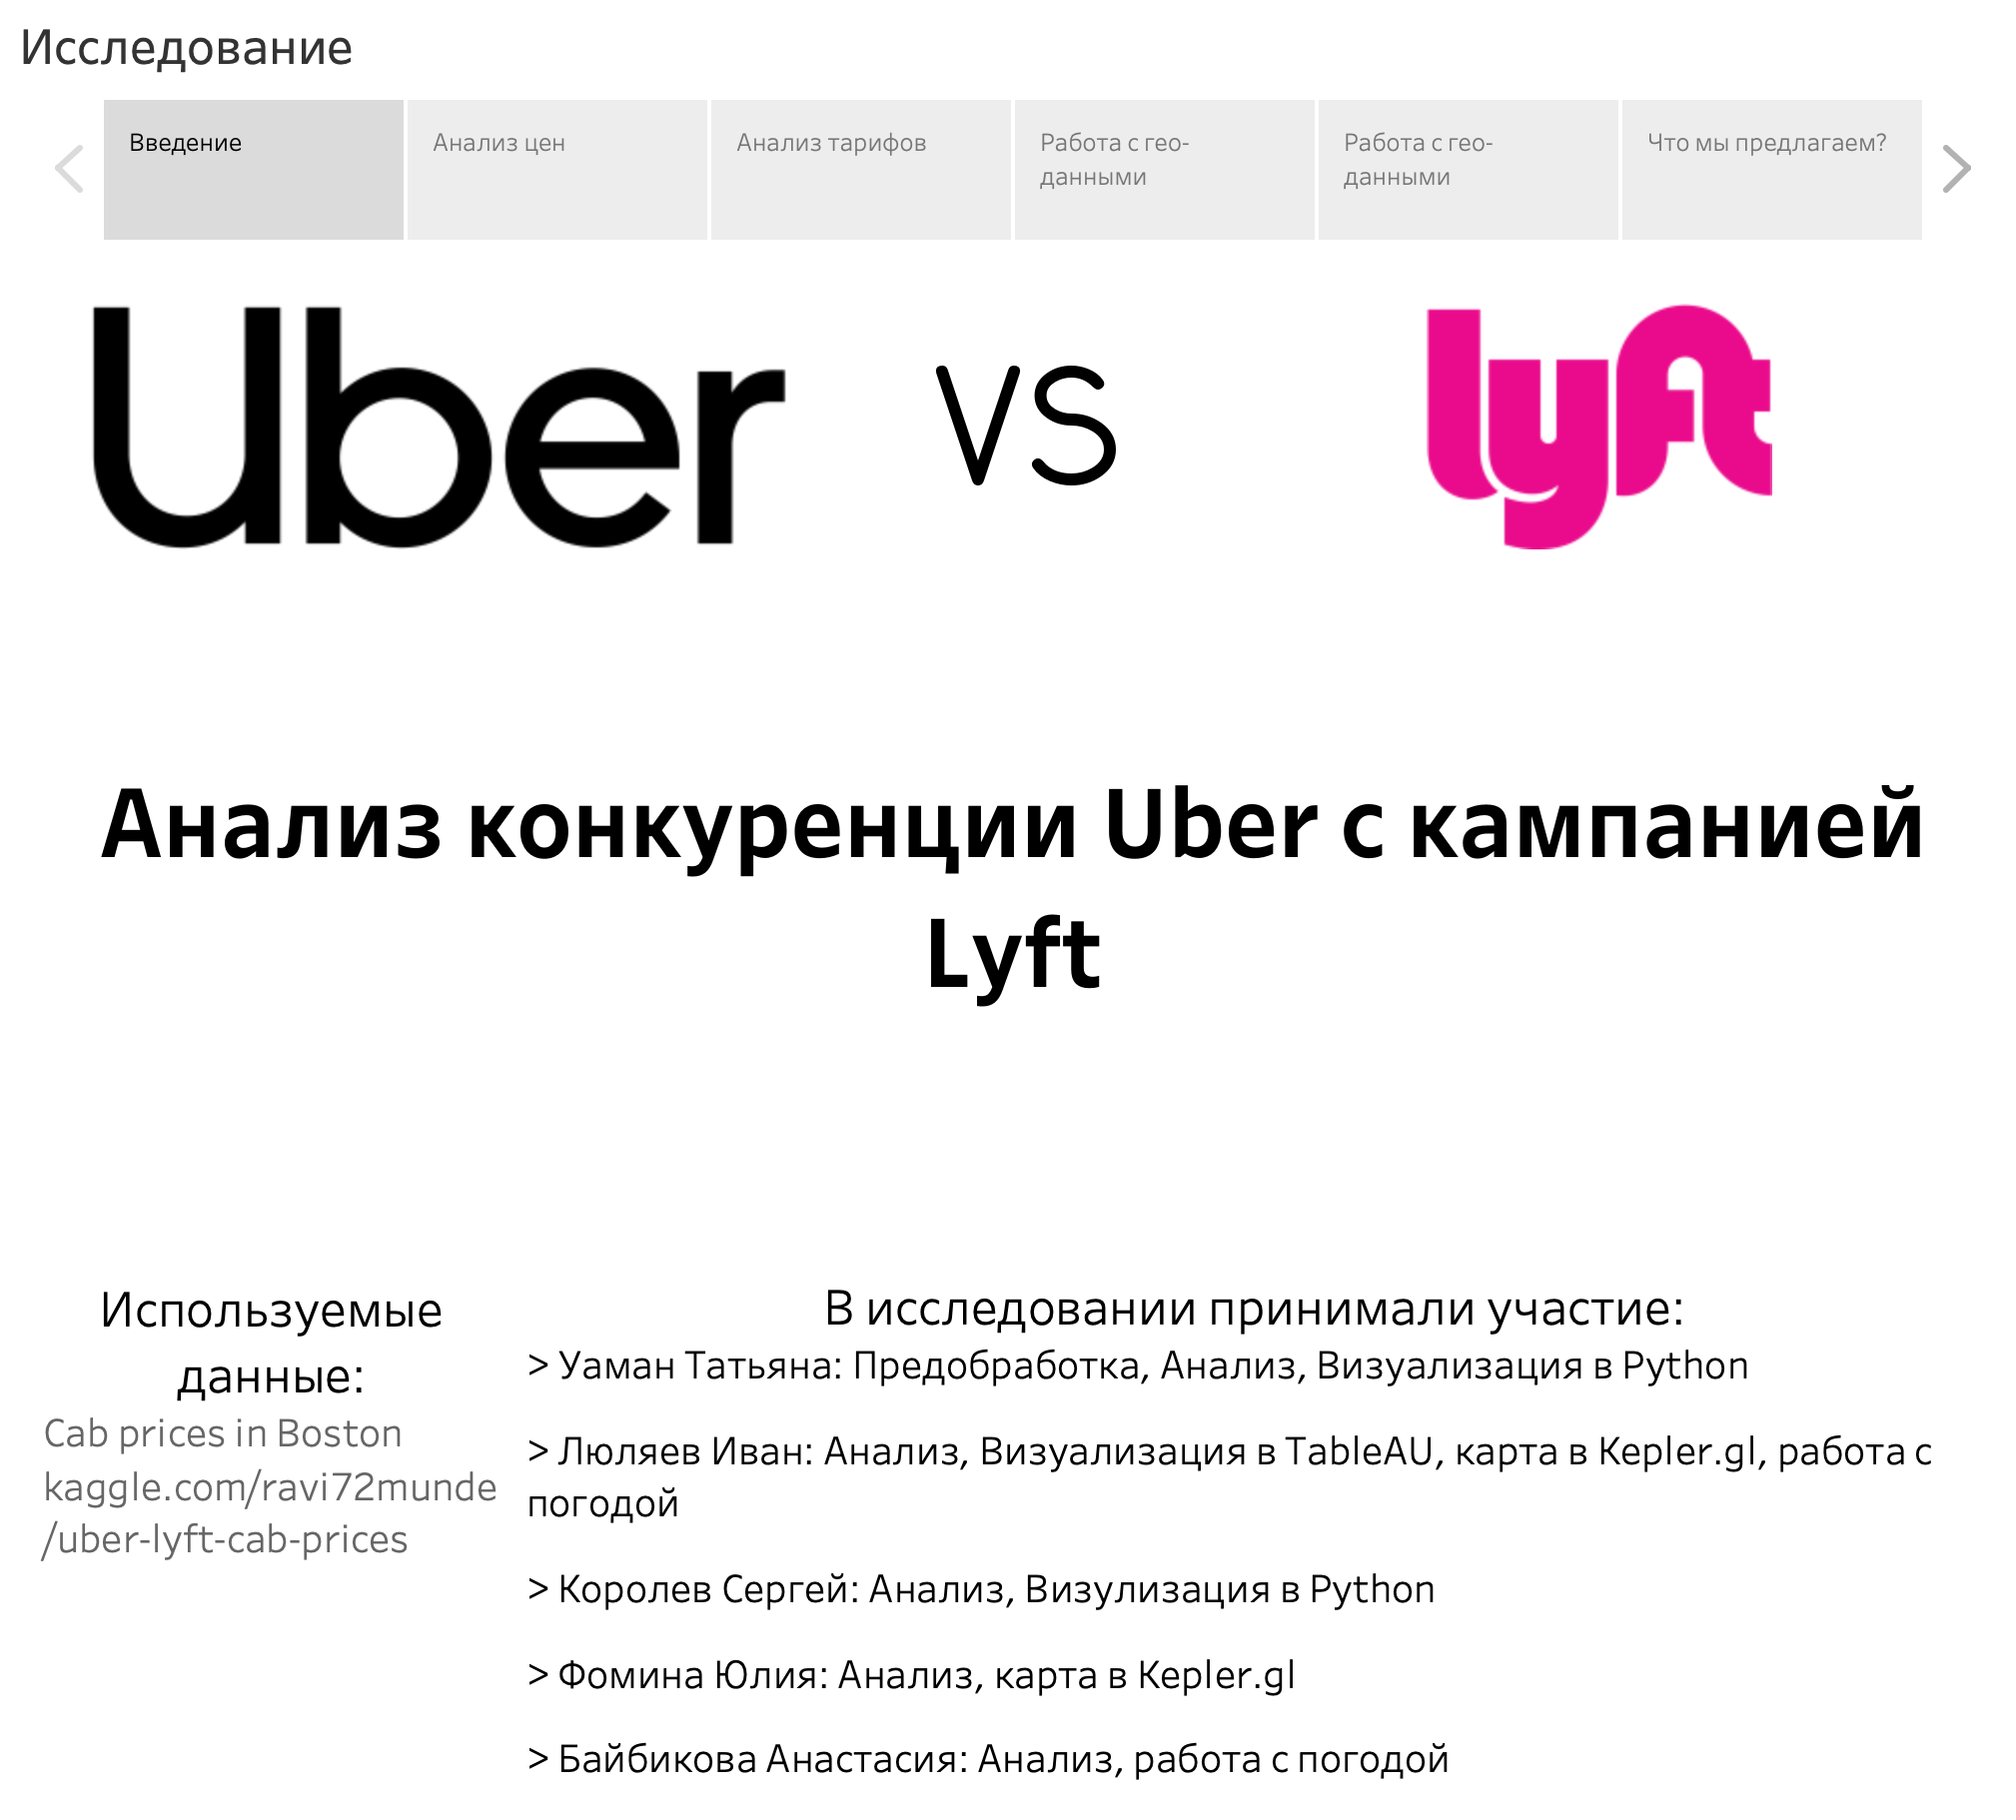 Исследование
Введение
Анализ цен
Анализ тарифов
Работа с гео-
данными
Работа с гео-
данными
Что мы предлагаем?
Uber
VS
lyft
Анализ конкуренции Uber с кампанией
Lyft
Используемые
данные:
Cab prices in Boston
kaggle.com/ravi72munde
/uber-lyft-cab-prices
В исследовании принимали участие:
> Уаман Татьяна: Предобработка, Анализ, Визуализация в Python
> Люляев Иван: Анализ, Визуализация в TableAU, карта в Kepler.gl, работа с
погодой
> Королев Сергей: Анализ, Визулизация в Python
> Фомина Юлия: Анализ, карта в Kepler.gl
> Байбикова Анастасия: Анализ, работа с погодой